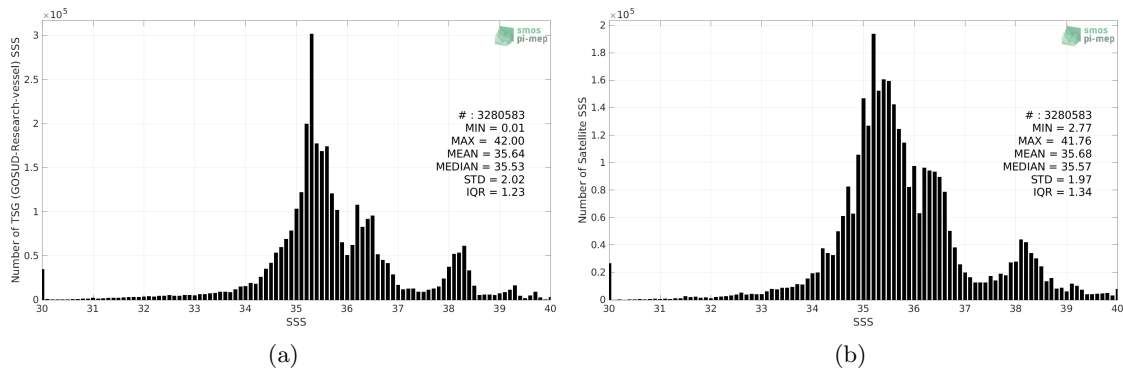 ×10^5
Number of TSG (GOSUD-Research-vessel) SSS
3
2.5
2
1.5
1
0.5
0
smos
pi-mep
# : 3280583
MIN = 0.01
MAX = 42.00
MEAN = 35.64
MEDIAN = 35.53
STD = 2.02
IQR = 1.23
30 31 32 33 34 35 36 37 38 39 40
SSS
(a)
×10^5
Number of Satellite SSS
2
1.8
1.6
1.4
1.2
1
0.8
0.6
0.4
0.2
0
smos
pi-mep
# : 3280583
MIN = 2.77
MAX = 41.76
MEAN = 35.68
MEDIAN = 35.57
STD = 1.97
IQR = 1.34
30 31 32 33 34 35 36 37 38 39 40
SSS
(b)